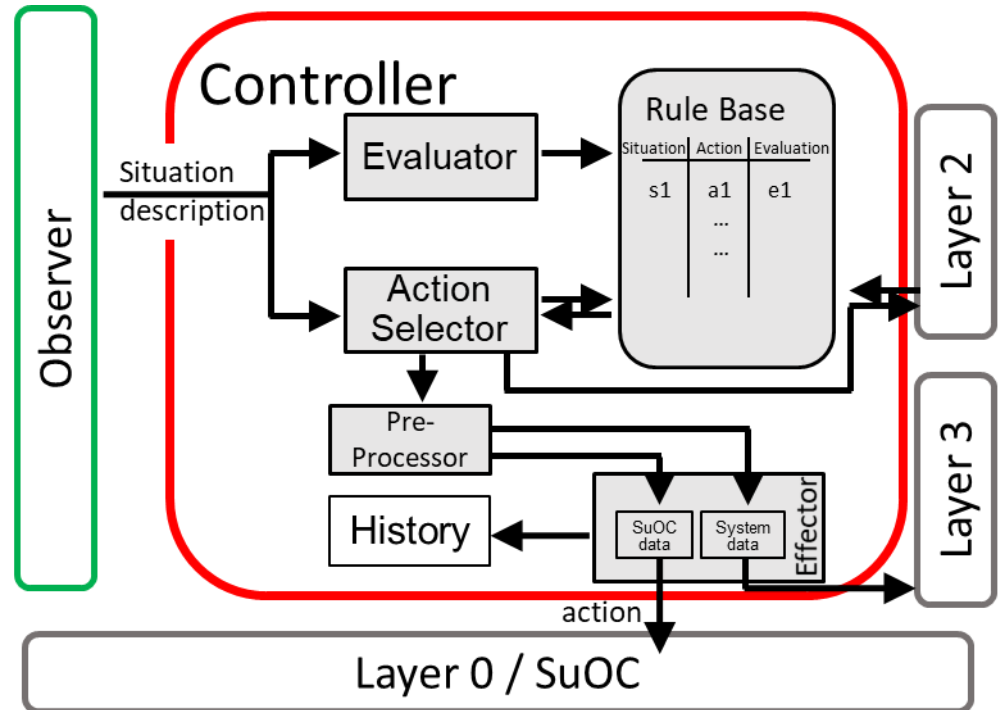 Controller
Observer
Situation
description
Evaluator
Rule Base
Situation Action Evaluation
s1 a1 e1
...
...
Layer 2
Action
Selector
Pre-
Processor
History
SuOC
data
System
data
Effector
Layer 3
action
Layer 0 / SuOC